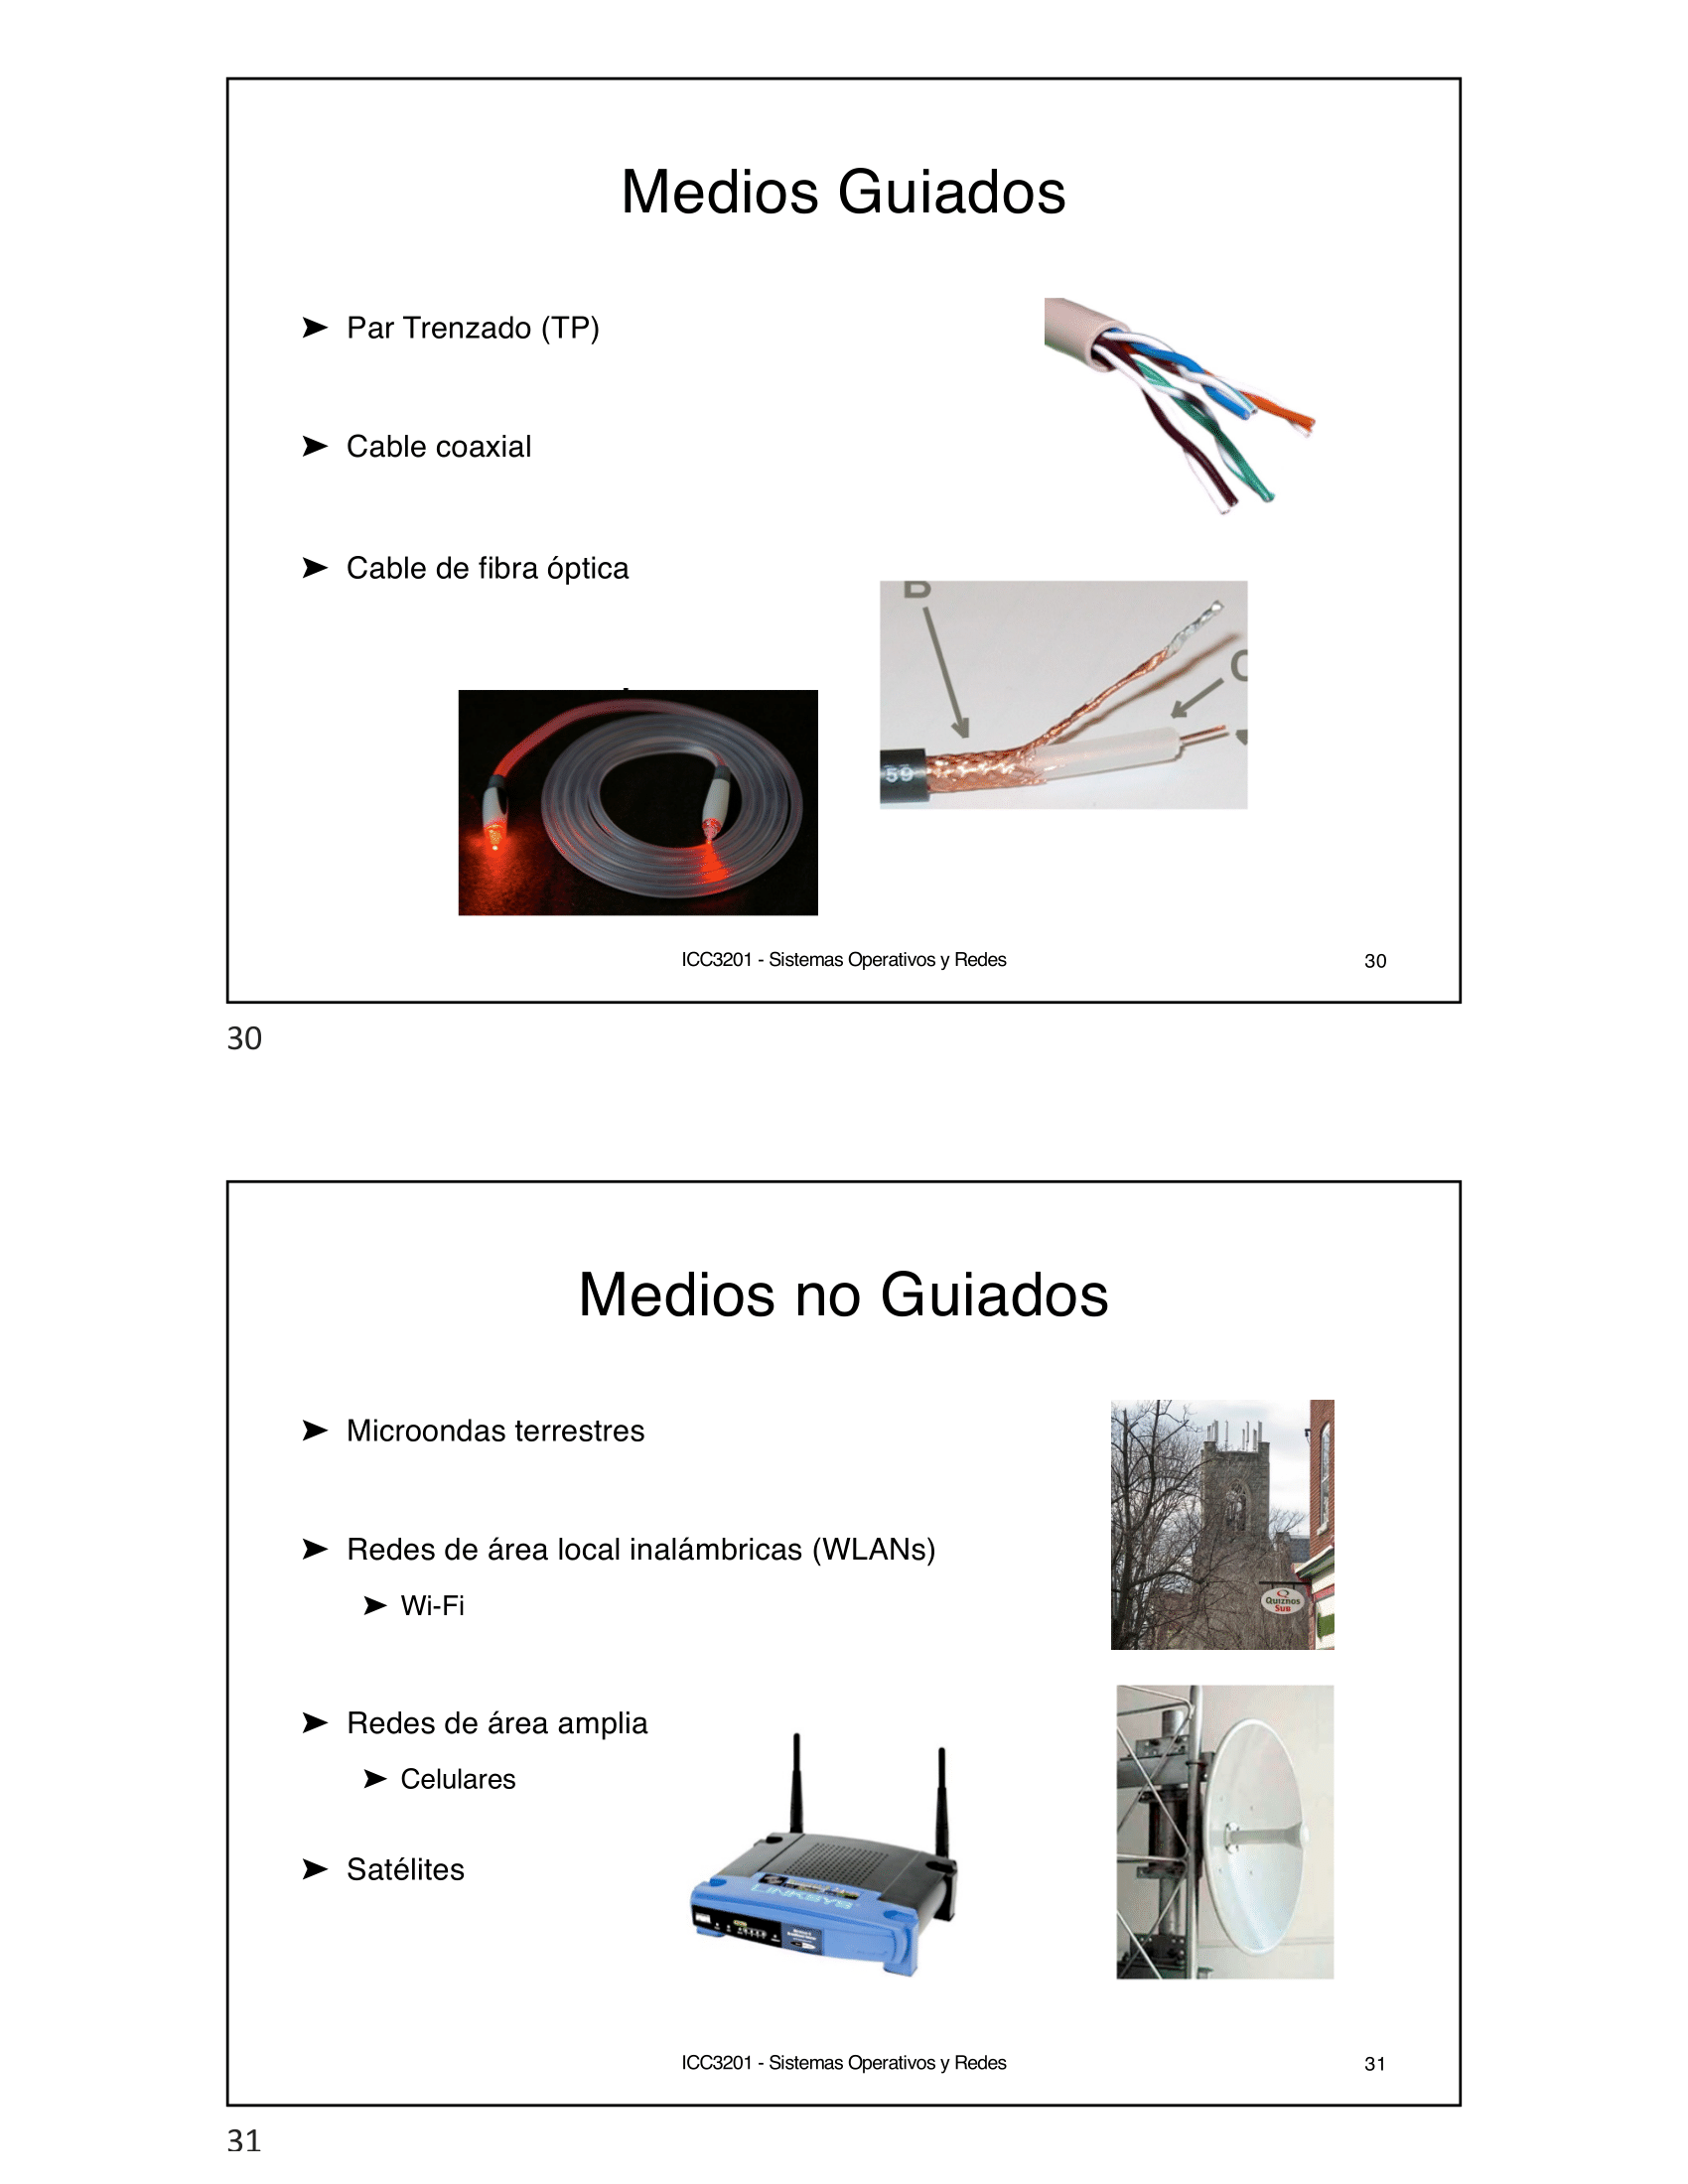 Medios Guiados
➤ Par Trenzado (TP)
➤ Cable coaxial
➤ Cable de fibra óptica
B
C
59
ICC3201 - Sistemas Operativos y Redes
30
30
Medios no Guiados
➤ Microondas terrestres
➤ Redes de área local inalámbricas (WLANs)
➤ Wi-Fi
Quiznos
Sub
➤ Redes de área amplia
➤ Celulares
➤ Satélites
LINKSYS
ICC3201 - Sistemas Operativos y Redes
31
31